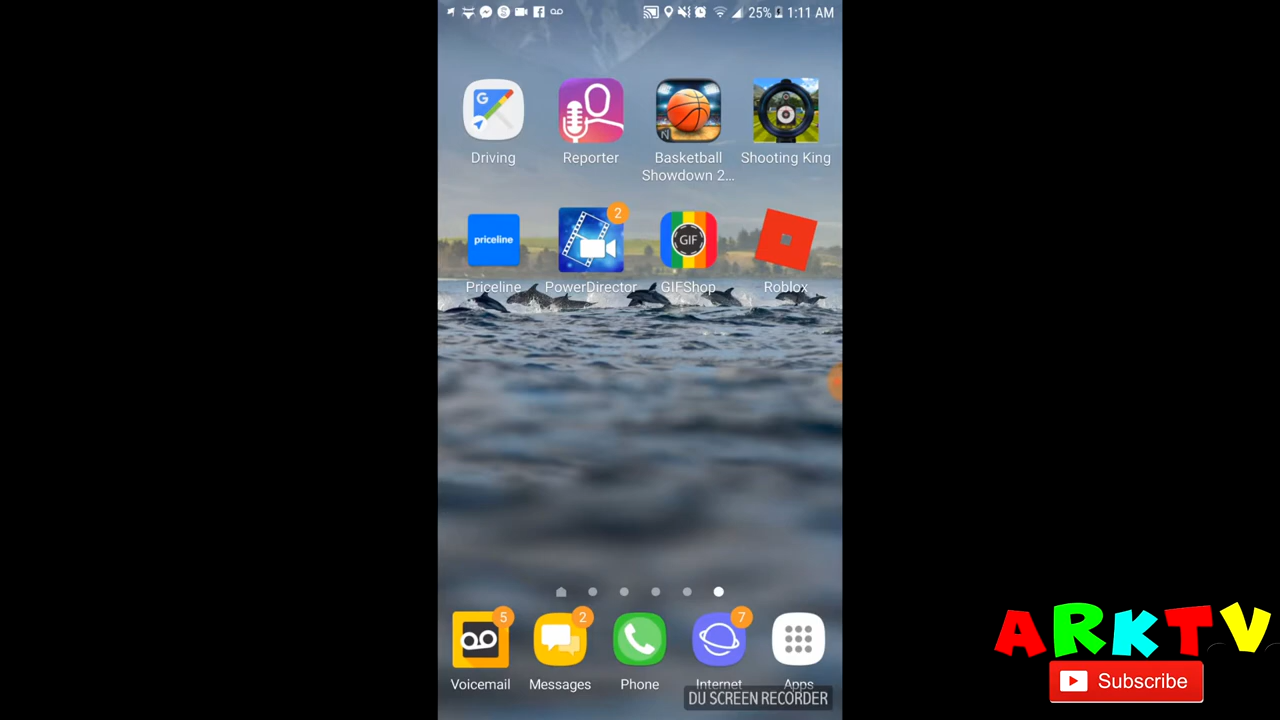 25% 1:11 AM
G
Driving
Reporter
Basketball
Showdown 2...
Shooting King
N
priceline
2
GIF
Priceline
PowerDirector
GIFShop
Roblox
5
2
7
Voicemail
Messages
Phone
Internet
Apps
DU SCREEN RECORDER
ARKTV
Subscribe